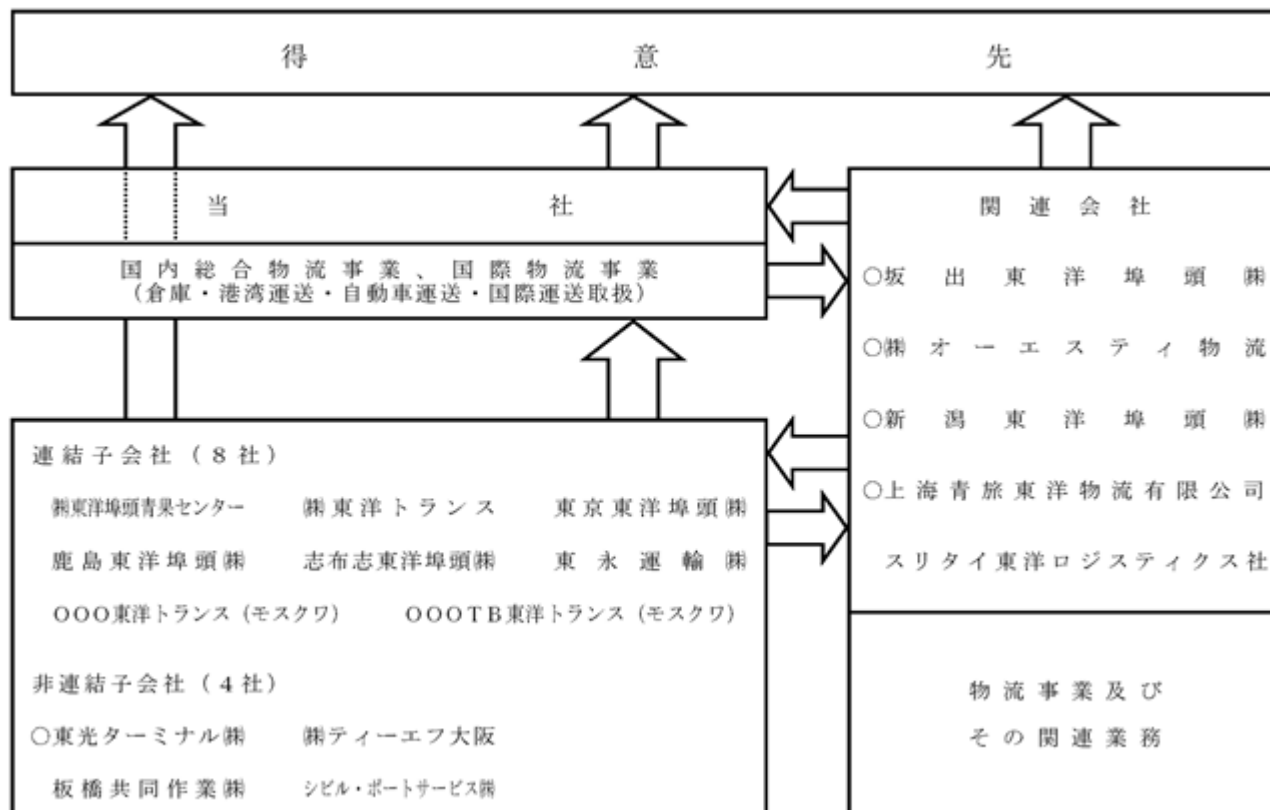 得意先
当社
国内総合物流事業、国際物流事業
(倉庫・港湾運送・自動車運送・国際運送取扱)
連結子会社(8社)
㈱東洋埠頭青果センター ㈱東洋トランス 東京東洋埠頭㈱
鹿島東洋埠頭㈱ 志布志東洋埠頭㈱ 東永運輸㈱
OOO東洋トランス(モスクワ) OOOTB東洋トランス(モスクワ)
非連結子会社(4社)
○東光ターミナル㈱ ㈱ティーエフ大阪
板橋共同作業㈱ シビル・ポートサービス㈱
関連会社
○坂出東洋埠頭㈱
○㈱オーエスティ物流
○新潟東洋埠頭㈱
○上海青旅東洋物流有限公司
スリタイ東洋ロジスティクス社
物流事業及び
その関連業務